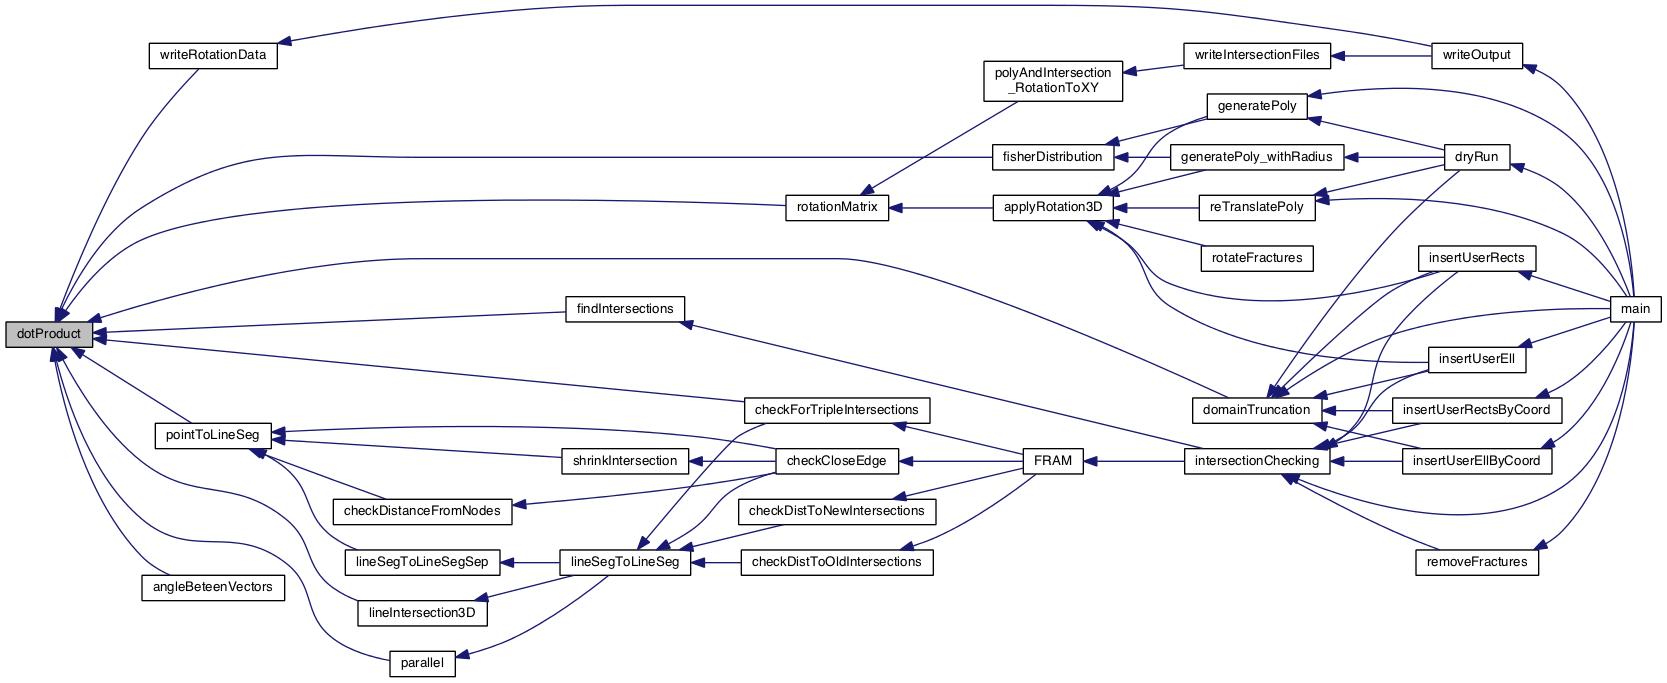 writeRotationData
writeIntersectionFiles
writeOutput
polyAndIntersection
_RotationToXY
generatePoly
fisherDistribution
generatePoly_withRadius
dryRun
rotationMatrix
applyRotation3D
reTranslatePoly
rotateFractures
insertUserRects
findIntersections
main
dotProduct
insertUserEll
checkForTripleIntersections
domainTruncation
insertUserRectsByCoord
pointToLineSeg
shrinkIntersection
checkCloseEdge
FRAM
intersectionChecking
insertUserEllByCoord
checkDistanceFromNodes
checkDistToNewIntersections
lineSegToLineSegSep
lineSegToLineSeg
checkDistToOldIntersections
removeFractures
angleBeteenVectors
lineIntersection3D
parallel